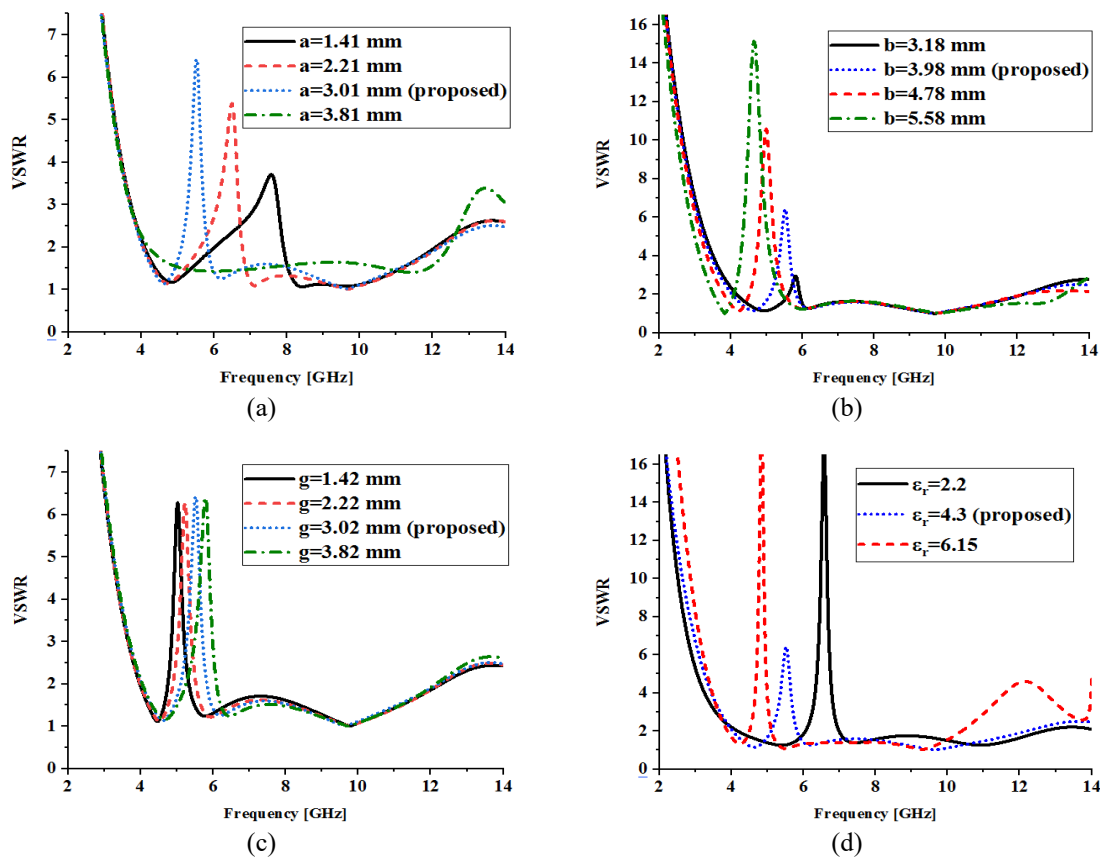 a=1.41 mm
a=2.21 mm
a=3.01 mm (proposed)
a=3.81 mm
VSWR
7
6
5
4
3
2
1
0
2 4 6 8 10 12 14
Frequency [GHz]
(a)
b=3.18 mm
b=3.98 mm (proposed)
b=4.78 mm
b=5.58 mm
VSWR
16
14
12
10
8
6
4
2
0
2 4 6 8 10 12 14
Frequency [GHz]
(b)
g=1.42 mm
g=2.22 mm
g=3.02 mm (proposed)
g=3.82 mm
VSWR
7
6
5
4
3
2
1
0
2 4 6 8 10 12 14
Frequency [GHz]
(c)
εr=2.2
εr=4.3 (proposed)
εr=6.15
VSWR
16
14
12
10
8
6
4
2
0
2 4 6 8 10 12 14
Frequency [GHz]
(d)